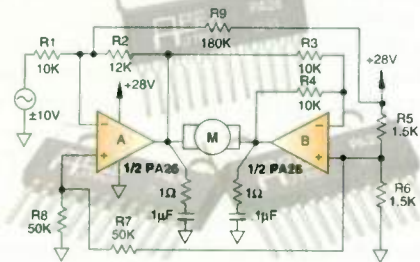 R9
180K
R1
10K
R2
12K
R3
10K
+28V
R4
10K
+28V
±10V
A
M
B
R5
1.5K
1/2 PA26
1/2 PA26
R6
1.5K
1Ω
1Ω
R8
50K
R7
50K
1μF
1μF
PA26